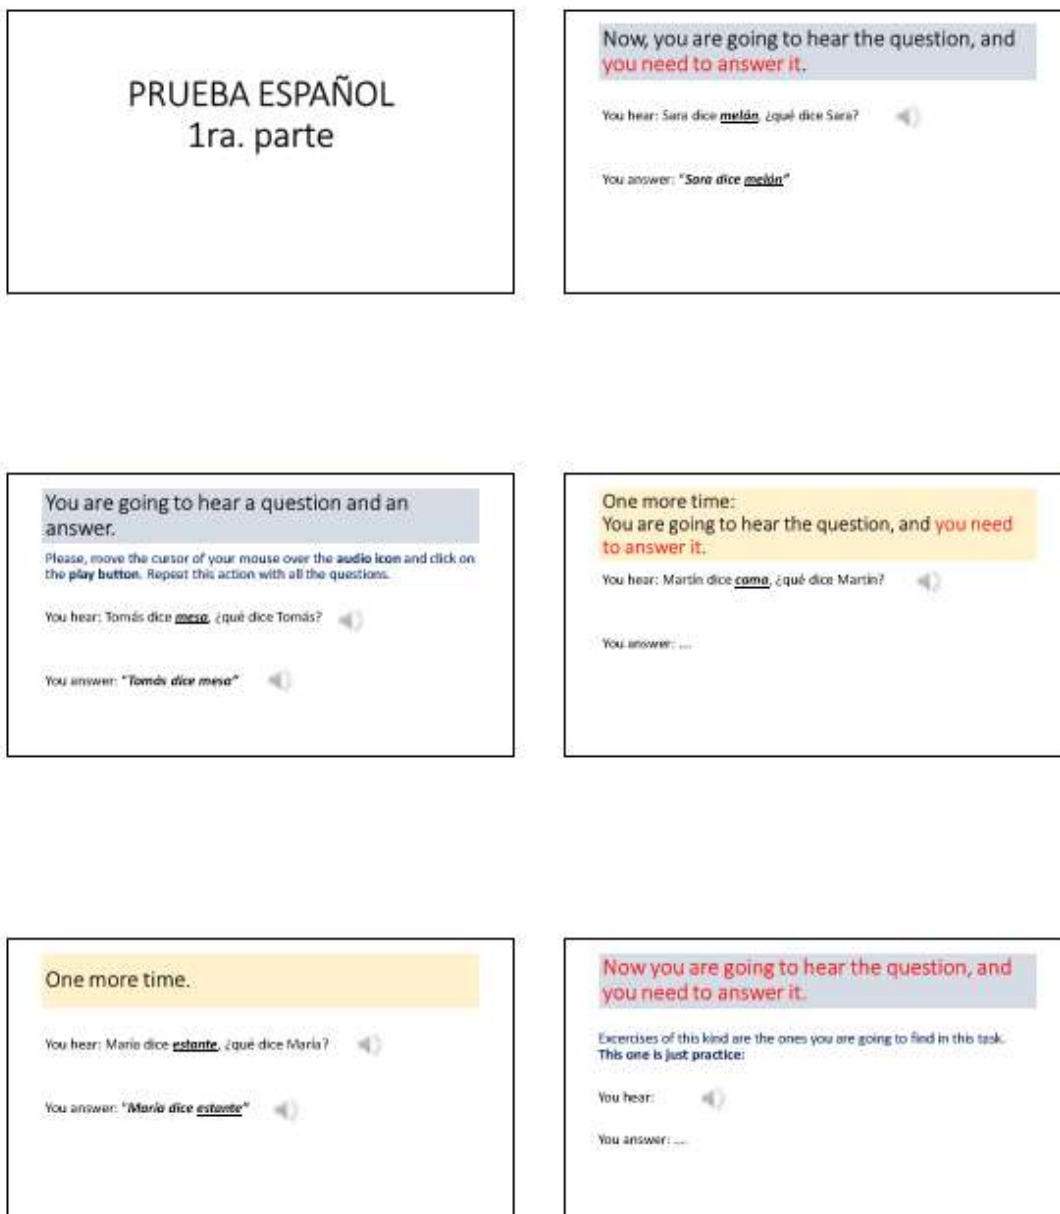 PRUEBA ESPAÑOL
1ra. parte
You are going to hear a question and an
answer.
Please, move the cursor of your mouse over the audio icon and click on
the play button. Repeat this action with all the questions.
You hear: Tomás dice mesa, ¿qué dice Tomás?
You answer: "Tomás dice mesa"
One more time.
You hear: María dice estante, ¿qué dice María?
You answer: "María dice estante"
Now, you are going to hear the question, and
you need to answer it.
You hear: Sara dice melón, ¿qué dice Sara?
You answer: "Sara dice melón"
One more time:
You are going to hear the question, and you need
to answer it.
You hear: Martín dice cama, ¿qué dice Martín?
You answer: ...
Now you are going to hear the question, and
you need to answer it.
Excercises of this kind are the ones you are going to find in this task.
This one is just practice:
You hear:
You answer: ...